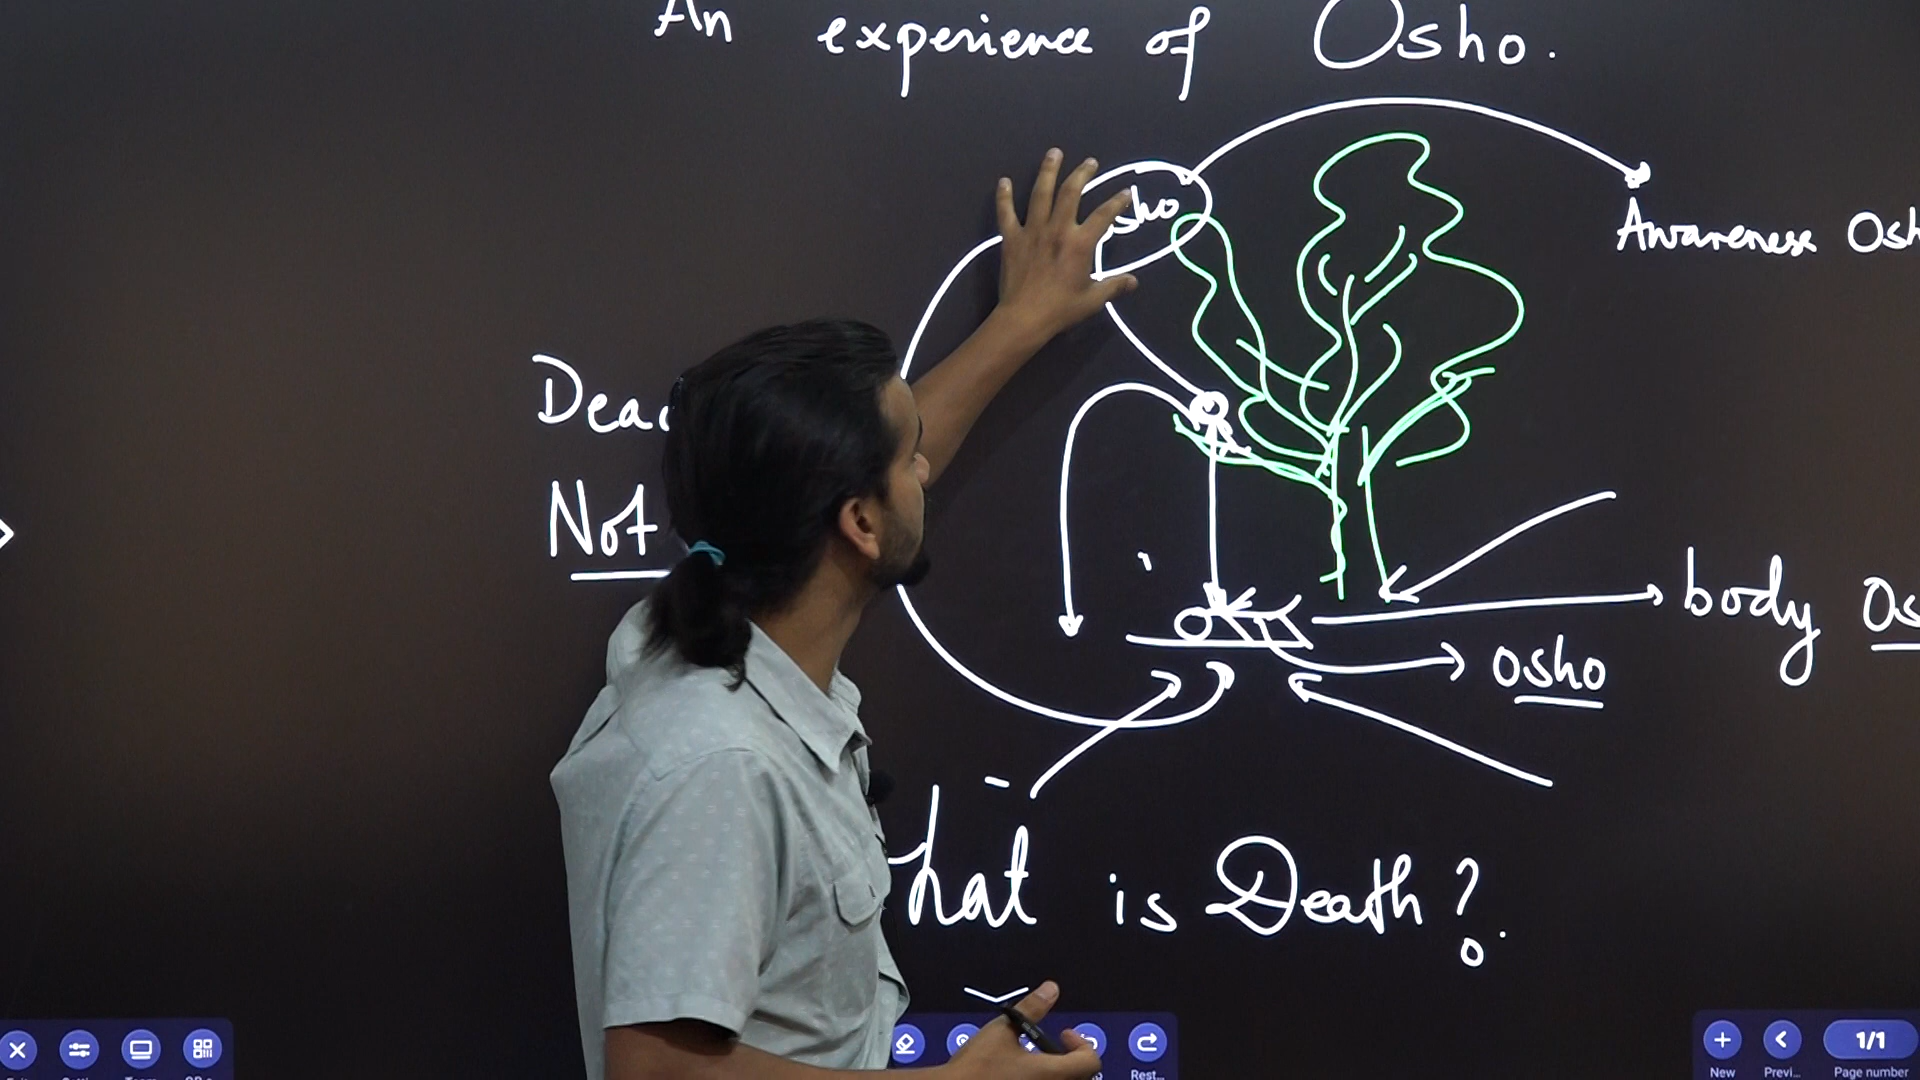 An experience of Osho.
Awareness Osh
Dea
Not
body Os
osho
hat is Death?
New
Previ...
1/1
Page number
Rest...